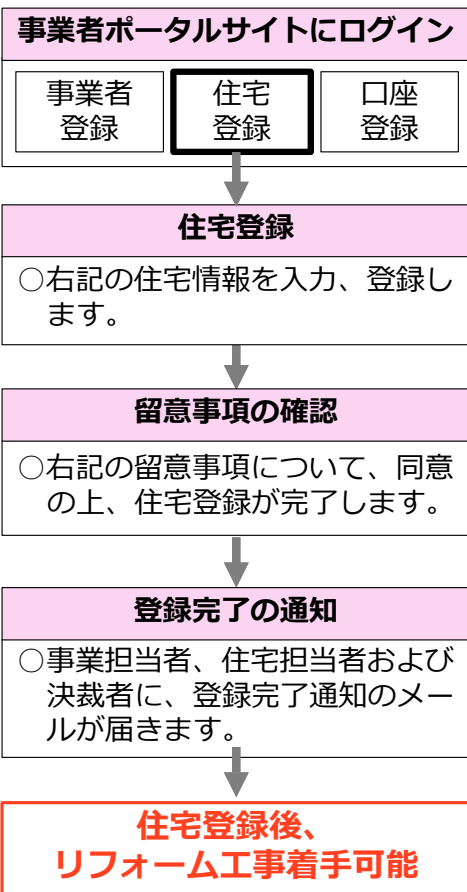 事業者ポータルサイトにログイン
事業者
登録
住宅
登録
口座
登録
住宅登録
○右記の住宅情報を入力、登録し
ます。
留意事項の確認
○右記の留意事項について、同意
の上、住宅登録が完了します。
登録完了の通知
○事業担当者、住宅担当者および
決裁者に、登録完了通知のメー
ルが届きます。
住宅登録後、
リフォーム工事着手可能